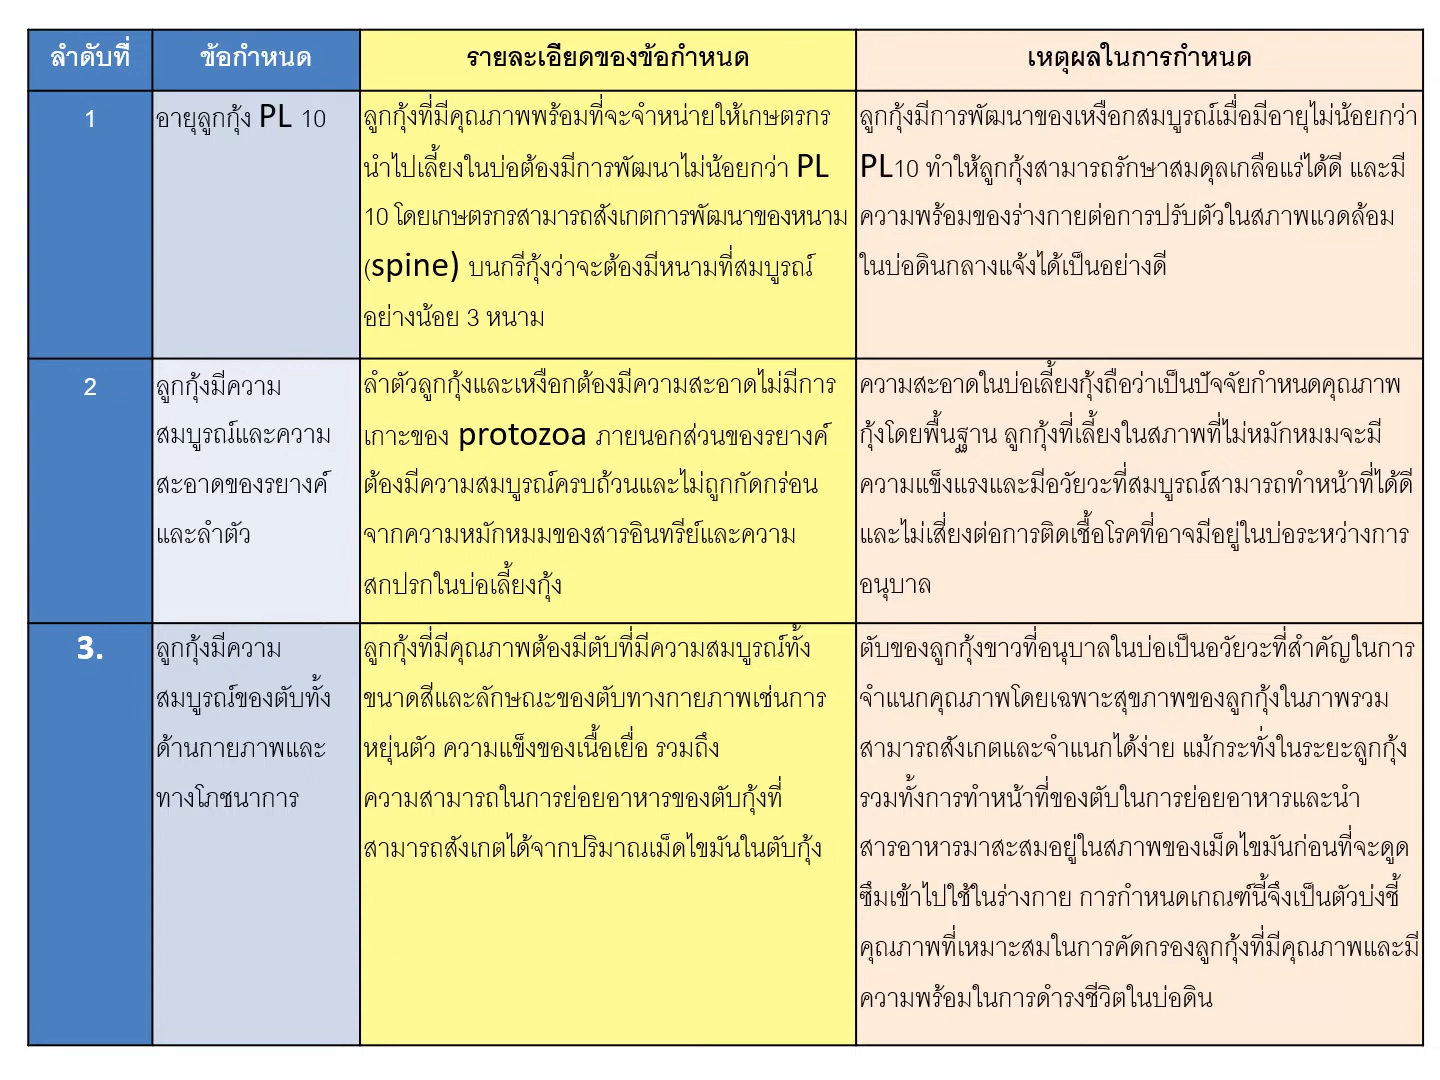 ลำดับที่ ข้อกำหนด รายละเอียดของข้อกำหนด เหตุผลในการกำหนด
1
อายุลูกกุ้ง PL 10
ลูกกุ้งที่มีคุณภาพพร้อมที่จะจำหน่ายให้เกษตรกร
นำไปเลี้ยงในบ่อต้องมีการพัฒนาไม่น้อยกว่า PL
10 โดยเกษตรกรสามารถสังเกตการพัฒนาของหนาม
(spine) บนกรีกุ้งว่าจะต้องมีหนามที่สมบูรณ์
อย่างน้อย 3 หนาม
ลูกกุ้งมีการพัฒนาของเหงือกสมบูรณ์เมื่อมีอายุไม่น้อยกว่า
PL10 ทำให้ลูกกุ้งสามารถรักษาสมดุลเกลือแร่ได้ดี และมี
ความพร้อมของร่างกายต่อการปรับตัวในสภาพแวดล้อม
ในบ่อดินกลางแจ้งได้เป็นอย่างดี
2
ลูกกุ้งมีความ
สมบูรณ์และความ
สะอาดของรยางค์
และลำตัว
ลำตัวลูกกุ้งและเหงือกต้องมีความสะอาดไม่มีการ
เกาะของ protozoa ภายนอกส่วนของรยางค์
ต้องมีความสมบูรณ์ครบถ้วนและไม่ถูกกัดกร่อน
จากความหมักหมมของสารอินทรีย์และความ
สกปรกในบ่อเลี้ยงกุ้ง
ความสะอาดในบ่อเลี้ยงกุ้งถือว่าเป็นปัจจัยกำหนดคุณภาพ
กุ้งโดยพื้นฐาน ลูกกุ้งที่เลี้ยงในสภาพที่ไม่หมักหมมจะมี
ความแข็งแรงและมีอวัยวะที่สมบูรณ์สามารถทำหน้าที่ได้ดี
และไม่เสี่ยงต่อการติดเชื้อโรคที่อาจมีอยู่ในบ่อระหว่างการ
อนุบาล
3.
ลูกกุ้งมีความ
สมบูรณ์ของตับทั้ง
ด้านกายภาพและ
ทางโภชนาการ
ลูกกุ้งที่มีคุณภาพต้องมีตับที่มีความสมบูรณ์ทั้ง
ขนาดสีและลักษณะของตับทางกายภาพเช่นการ
หยุ่นตัว ความแข็งของเนื้อเยื่อ รวมถึง
ความสามารถในการย่อยอาหารของตับกุ้งที่
สามารถสังเกตได้จากปริมาณเม็ดไขมันในตับกุ้ง
ตับของลูกกุ้งขาวที่อนุบาลในบ่อเป็นอวัยวะที่สำคัญในการ
จำแนกคุณภาพโดยเฉพาะสุขภาพของลูกกุ้งในภาพรวม
สามารถสังเกตและจำแนกได้ง่าย แม้กระทั่งในระยะลูกกุ้ง
รวมทั้งการทำหน้าที่ของตับในการย่อยอาหารและนำ
สารอาหารมาสะสมอยู่ในสภาพของเม็ดไขมันก่อนที่จะดูด
ซึมเข้าไปใช้ในร่างกาย การกำหนดเกณฑ์นี้จึงเป็นตัวบ่งชี้
คุณภาพที่เหมาะสมในการคัดกรองลูกกุ้งที่มีคุณภาพและมี
ความพร้อมในการดำรงชีวิตในบ่อดิน